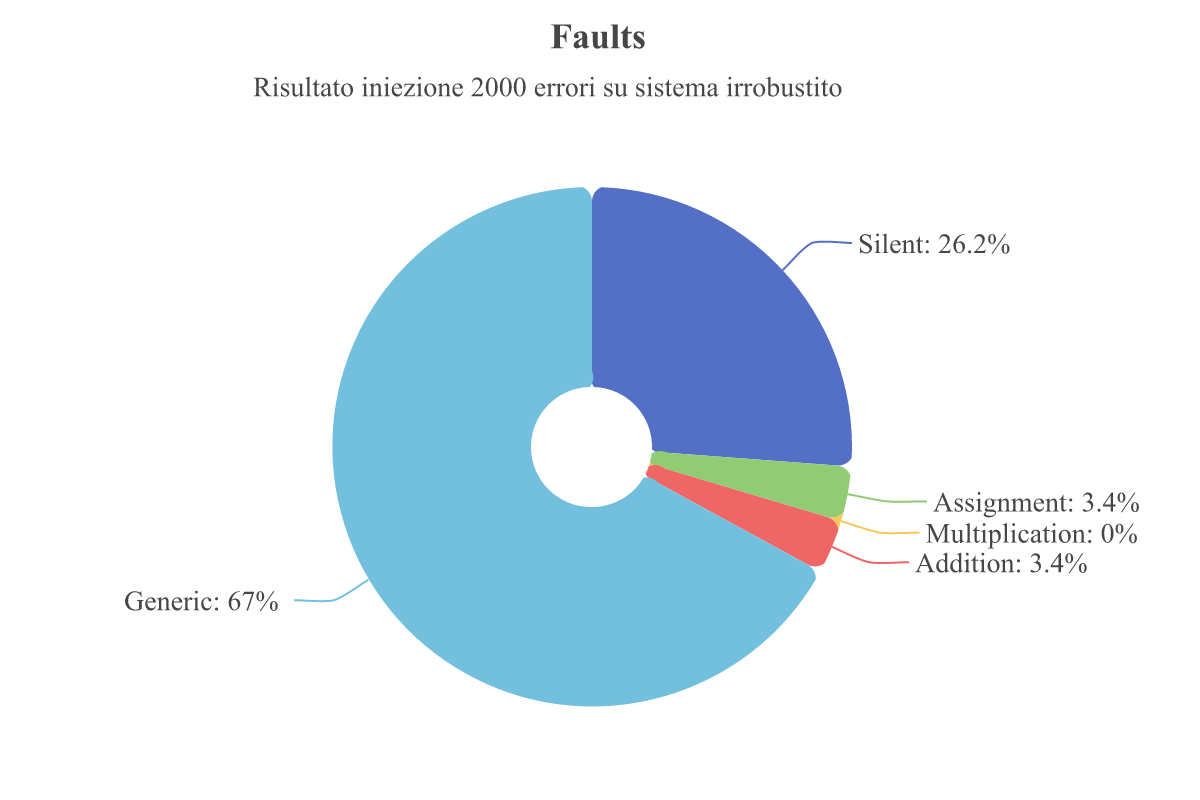 Faults
Risultato iniezione 2000 errori su sistema irrobustito
Silent: 26.2%
Assignment: 3.4%
Multiplication: 0%
Addition: 3.4%
Generic: 67%